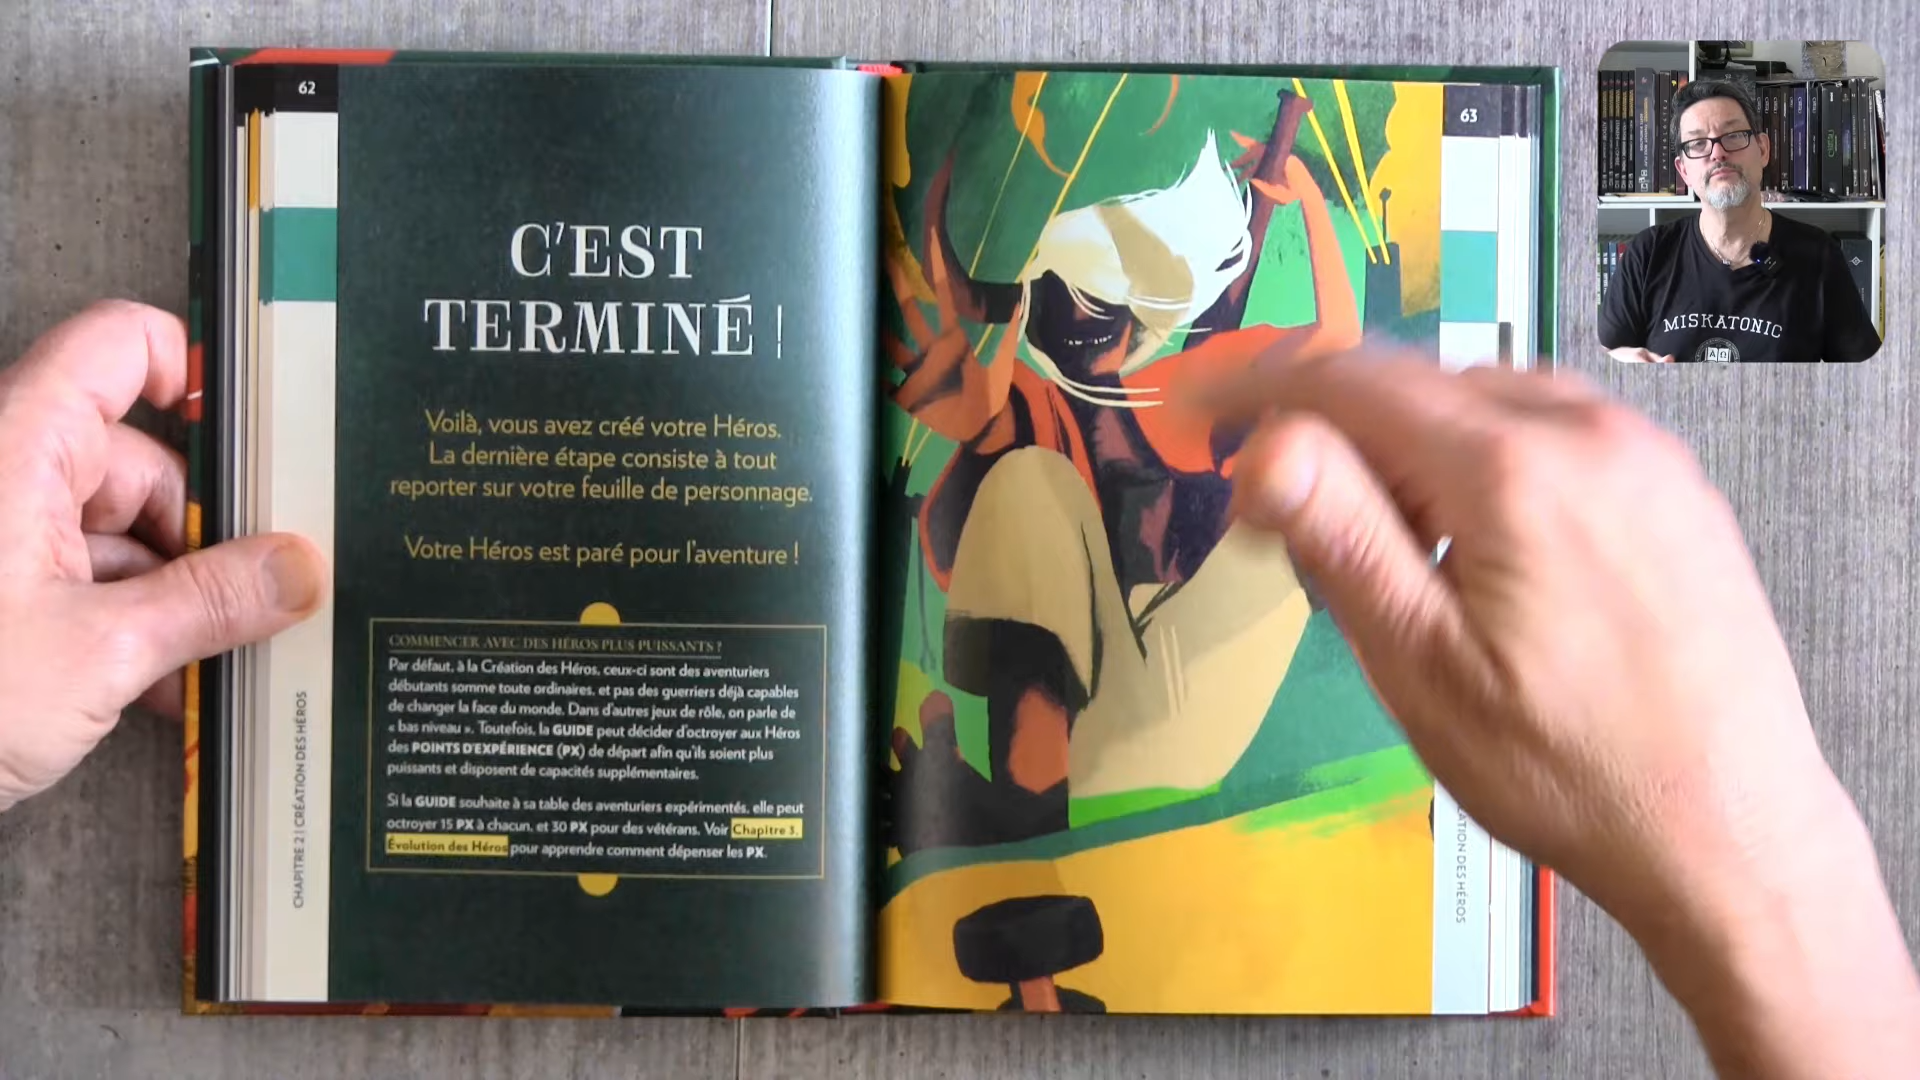 62
C'EST
TERMINÉ !
Voilà, vous avez créé votre Héros.
La dernière étape consiste à tout
reporter sur votre feuille de personnage.
Votre Héros est paré pour l'aventure !
COMMENCER AVEC DES HÉROS PLUS PUISSANTS ?
Par défaut, à la Création des Héros, ceux-ci sont des aventuriers
débutants somme toute ordinaires, et pas des guerriers déjà capables
de changer la face du monde. Dans d'autres jeux de rôle, on parle de
« bas niveau ». Toutefois, la GUIDE peut décider d'octroyer aux Héros
des POINTS D'EXPÉRIENCE (PX) de départ afin qu'ils soient plus
puissants et disposent de capacités supplémentaires.
Si la GUIDE souhaite à sa table des aventuriers expérimentés, elle peut
octroyer 15 PX à chacun, et 30 PX pour des vétérans. Voir Chapitre 3,
Évolution des Héros pour apprendre comment dépenser les PX.
CHAPITRE 2 | CRÉATION DES HÉROS
63
ATION DES HÉROS
MISKATONIC